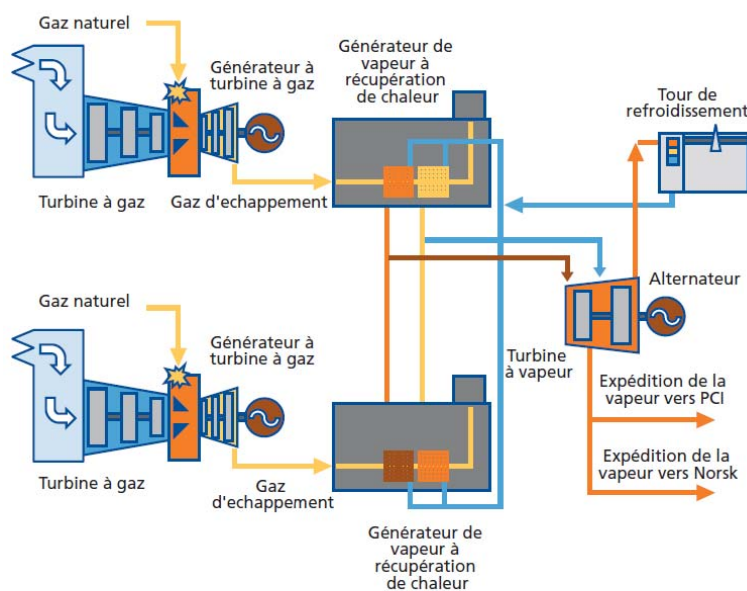 Gaz naturel
Générateur à
turbine à gaz
Générateur de
vapeur à
récupération
de chaleur
Tour de
refroidissement
Turbine à gaz
Gaz d'echappement
Gaz naturel
Générateur à
turbine à gaz
Alternateur
Turbine
à vapeur
Expédition de la
vapeur vers PCI
Expédition de la
vapeur vers Norsk
Turbine à gaz
Gaz
d'echappement
Générateur de
vapeur à
récupération
de chaleur